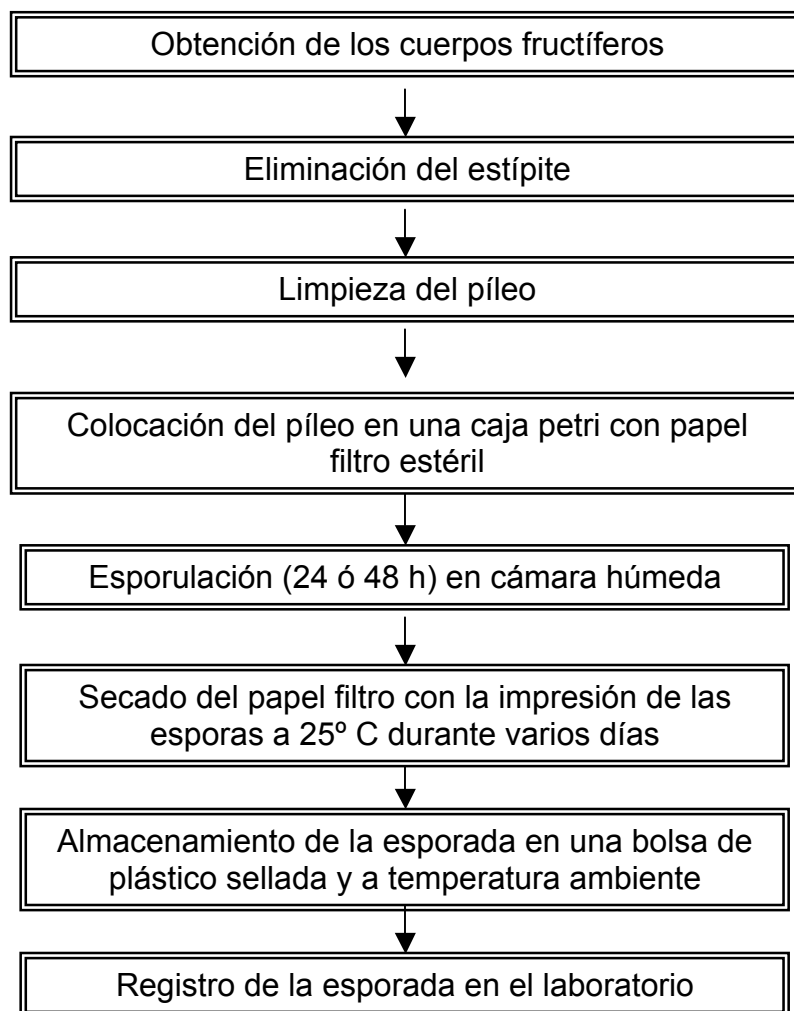 Obtención de los cuerpos fructíferos
Eliminación del estípite
Limpieza del píleo
Colocación del píleo en una caja petri con papel
filtro estéril
Esporulación (24 ó 48 h) en cámara húmeda
Secado del papel filtro con la impresión de las
esporas a 25º C durante varios días
Almacenamiento de la esporada en una bolsa de
plástico sellada y a temperatura ambiente
Registro de la esporada en el laboratorio